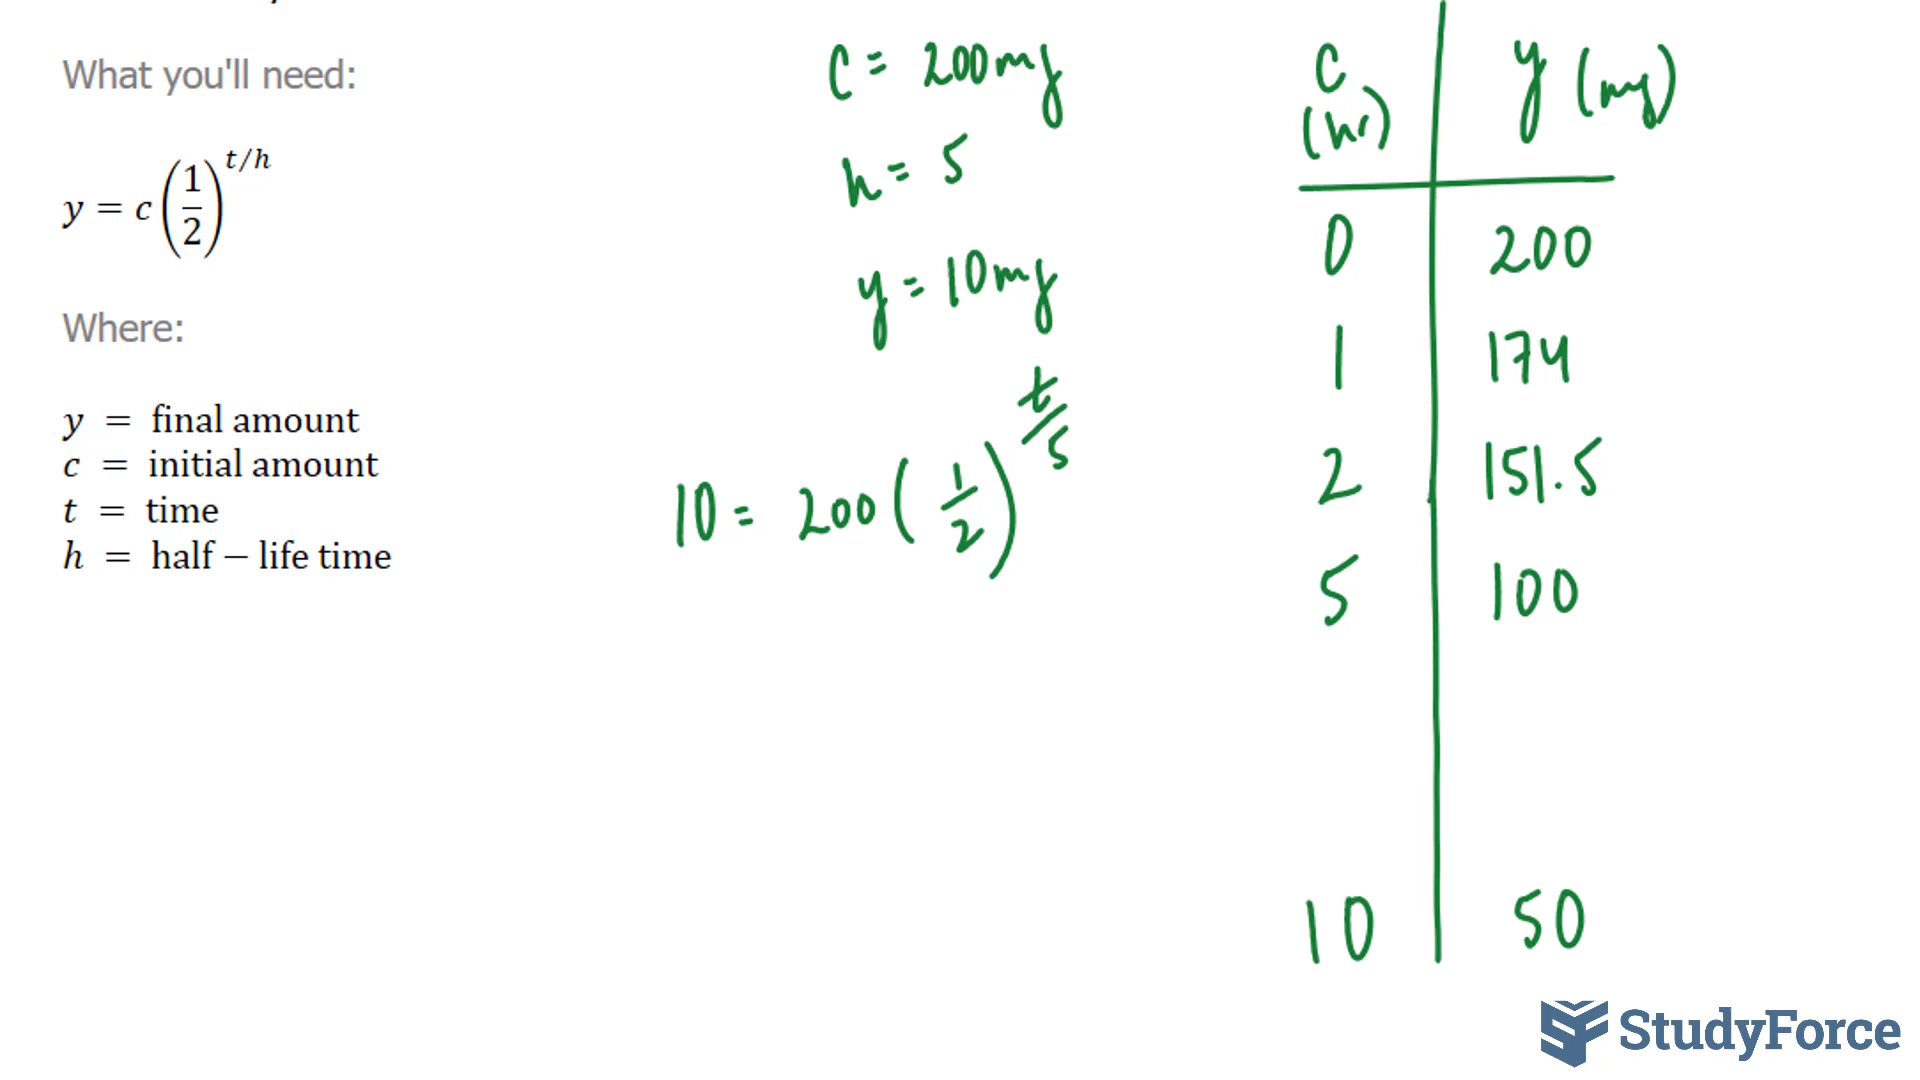 What you'll need:
y = c(1/2)^t/h
Where:
y = final amount
c = initial amount
t = time
h = half – life time
c = 200mg
h = 5
y = 10mg
10 = 200(1/2)^t/5
c (hr) y (mg)
0 200
1 174
2 151.5
5 100
10 50
StudyForce